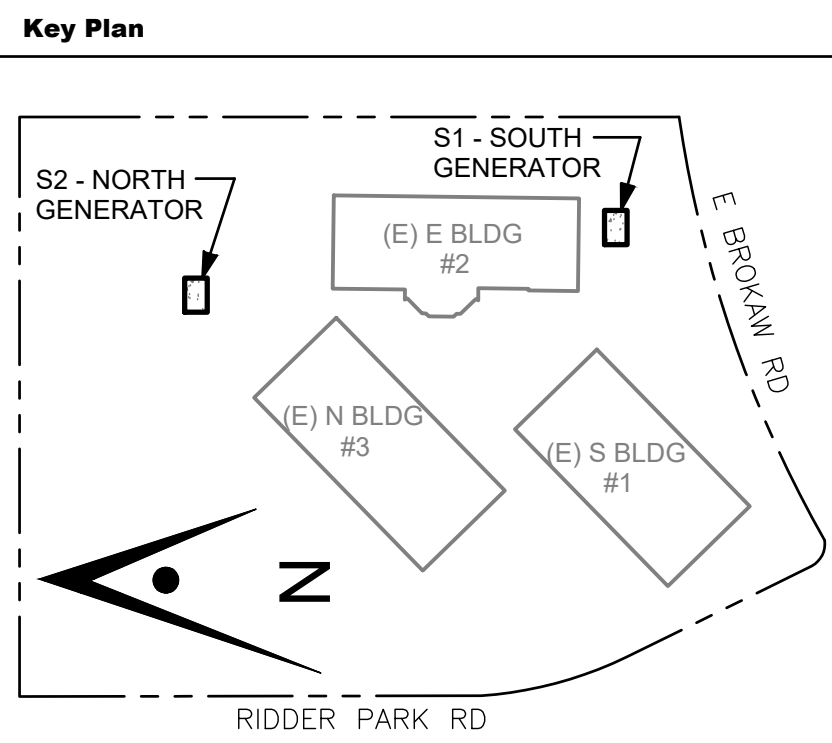 Key Plan
S1 - SOUTH
GENERATOR
S2 - NORTH
GENERATOR
(E) E BLDG
#2
E BROKAW RD
(E) N BLDG
#3
(E) S BLDG
#1
N
RIDDER PARK RD